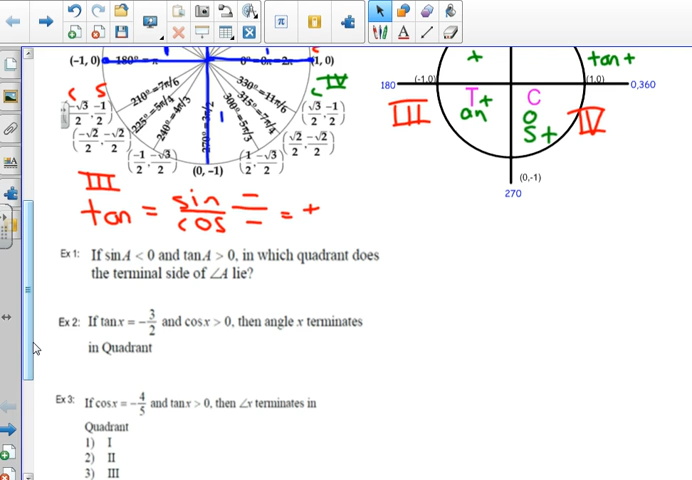 (-1, 0)
180°=π
0°=0π=2π
(1, 0)
C S
C
IV
210°=7π/6
225°=5π/4
240°=4π/3
270°=3π/2
300°=5π/3
315°=7π/4
330°=11π/6
(-√3/2, -1/2)
(-√2/2, -√2/2)
(-1/2, -√3/2)
(0, -1)
(1/2, -√3/2)
(√2/2, -√2/2)
(√3/2, -1/2)
III
tan = sin/cos = -/- = +
+
tan +
180
(-1,0)
(1,0)
0,360
III
T+
an
C
O
S+
IV
(0,-1)
270
Ex 1: If sin A < 0 and tan A > 0, in which quadrant does
the terminal side of ∠A lie?
Ex 2: If tan x = -3/2 and cos x > 0, then angle x terminates
in Quadrant
Ex 3: If cos x = -4/5 and tan x > 0, then ∠x terminates in
Quadrant
1) I
2) II
3) III